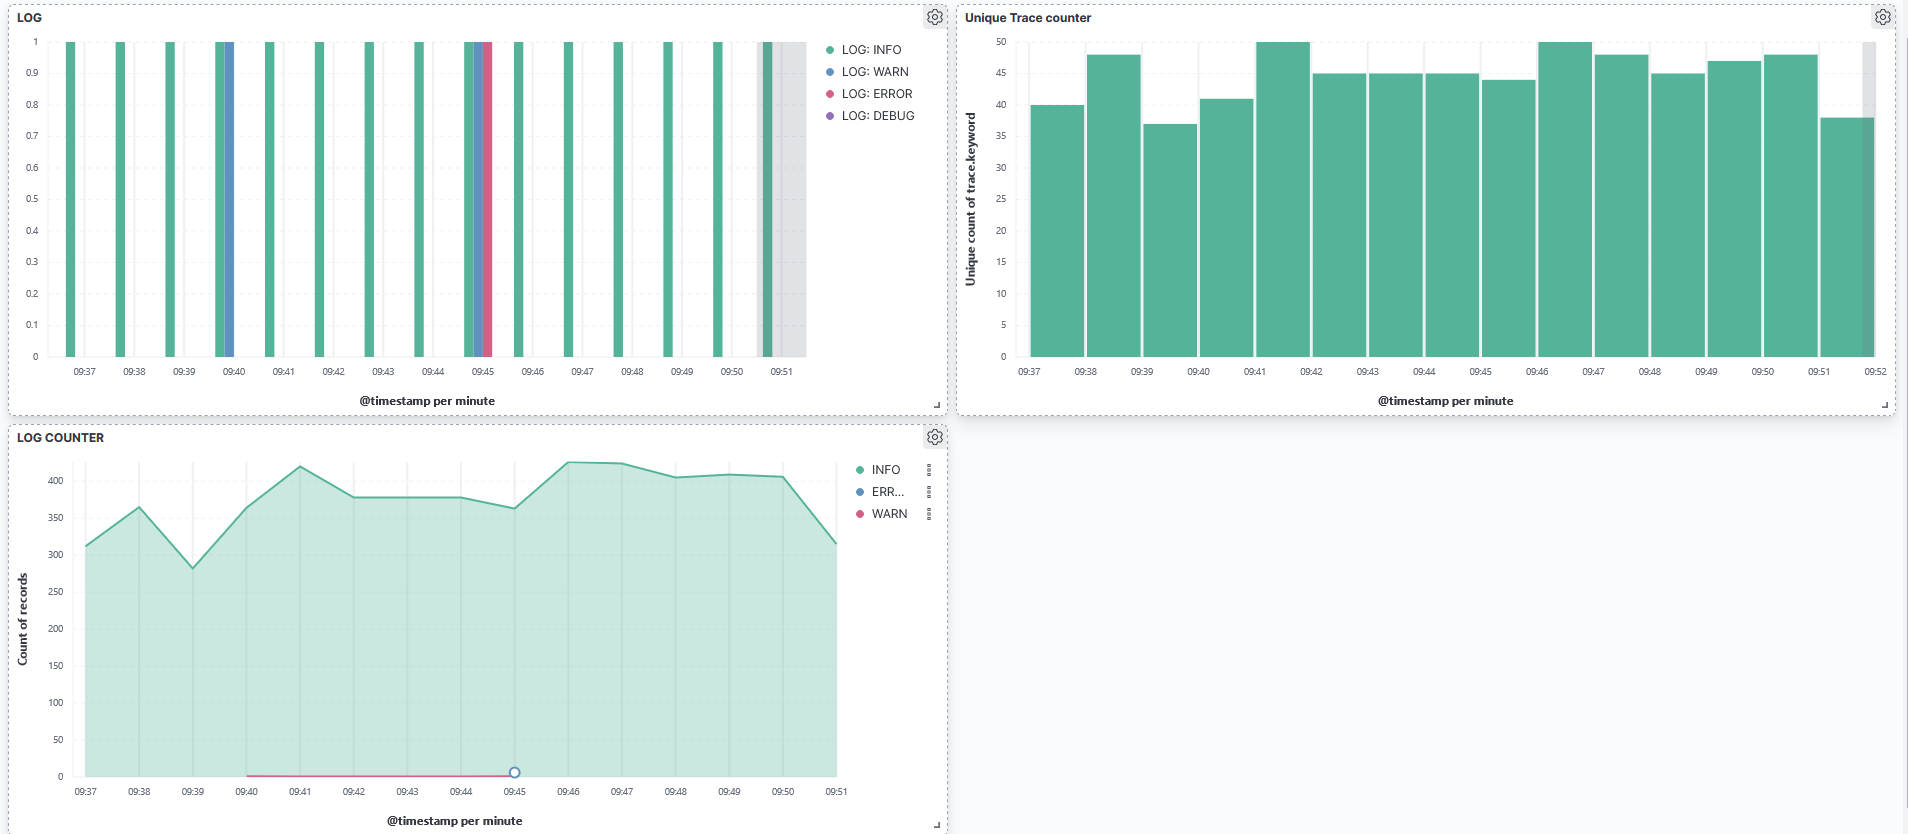 LOG
1
0.9
0.8
0.7
0.6
0.5
0.4
0.3
0.2
0.1
0
09:37 09:38 09:39 09:40 09:41 09:42 09:43 09:44 09:45 09:46 09:47 09:48 09:49 09:50 09:51
@timestamp per minute
LOG: INFO
LOG: WARN
LOG: ERROR
LOG: DEBUG
Unique Trace counter
Unique count of trace.keyword
50
45
40
35
30
25
20
15
10
5
0
09:37 09:38 09:39 09:40 09:41 09:42 09:43 09:44 09:45 09:46 09:47 09:48 09:49 09:50 09:51 09:52
@timestamp per minute
LOG COUNTER
Count of records
400
350
300
250
200
150
100
50
0
09:37 09:38 09:39 09:40 09:41 09:42 09:43 09:44 09:45 09:46 09:47 09:48 09:49 09:50 09:51
@timestamp per minute
INFO
ERR...
WARN